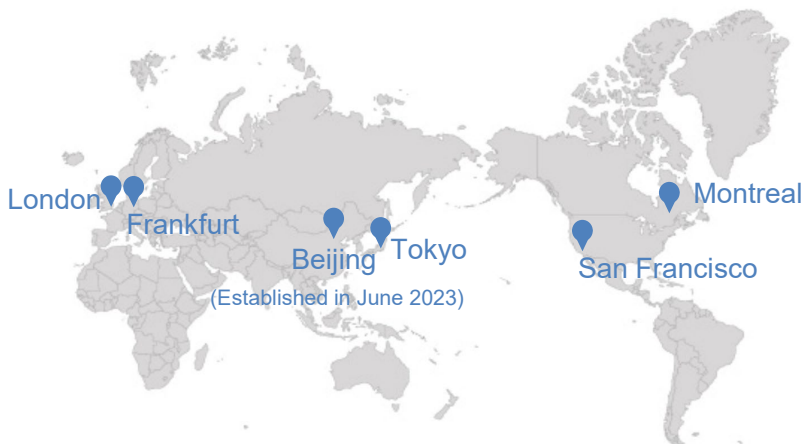 London
Frankfurt
Beijing
(Established in June 2023)
Tokyo
San Francisco
Montreal